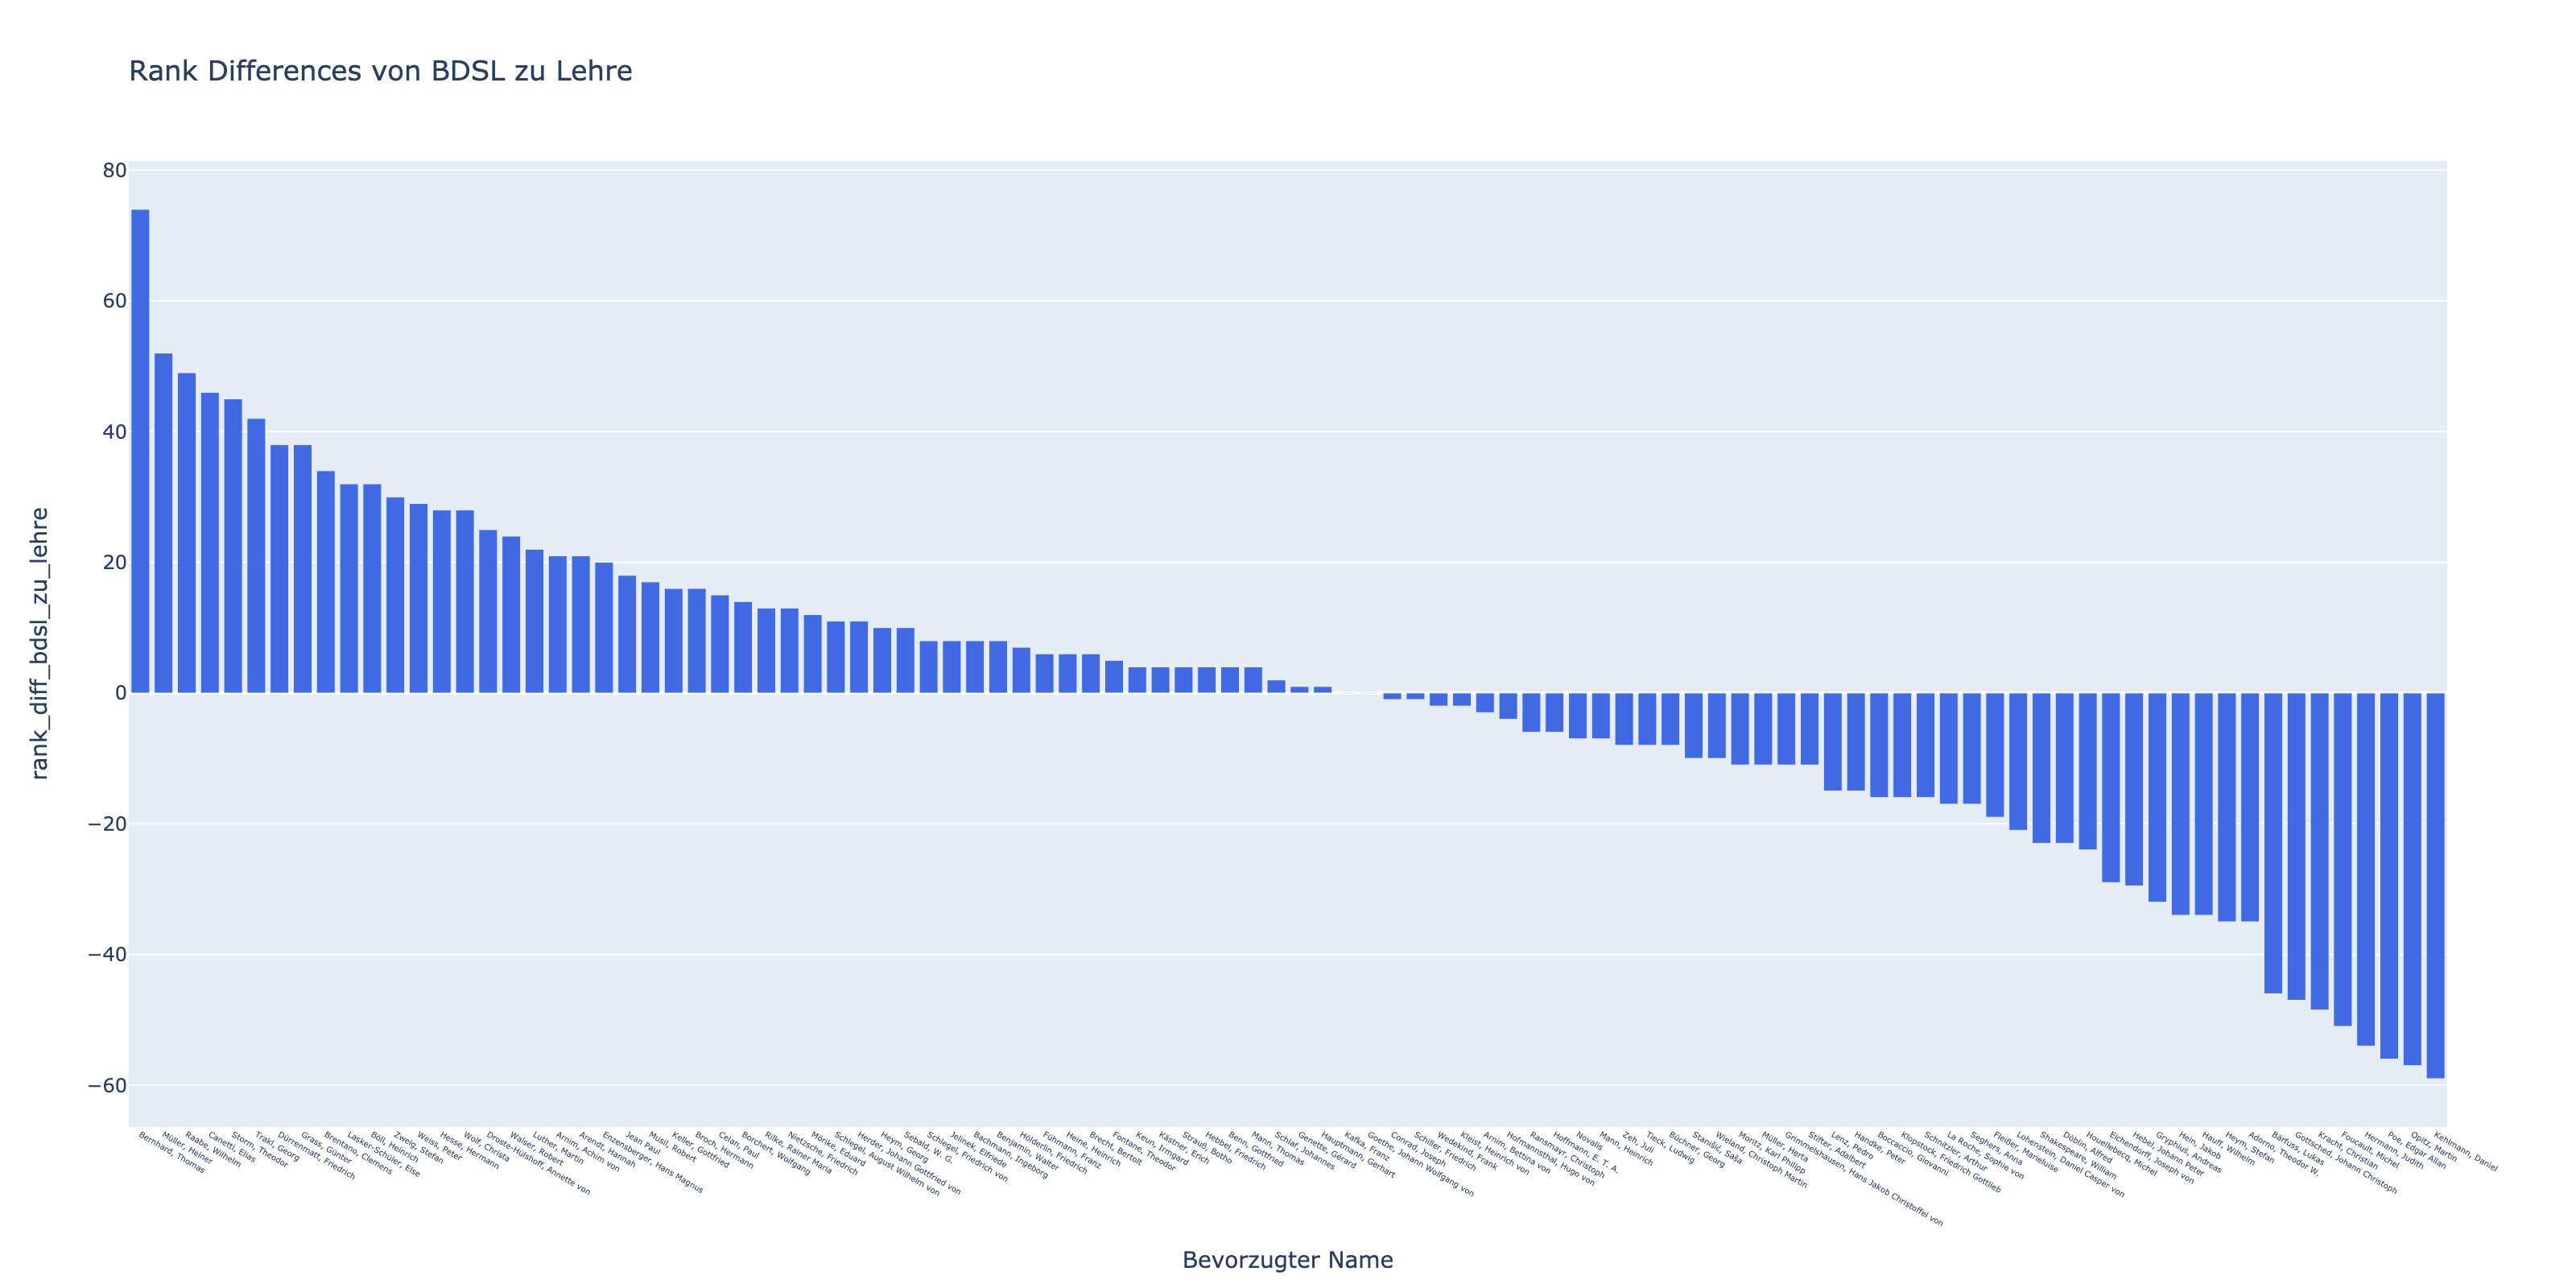 Rank Differences von BDSL zu Lehre
80
60
40
20
0
−20
−40
−60
rank_diff_bdsl_zu_lehre
Bernhard, Thomas
Müller, Heiner
Raabe, Wilhelm
Canetti, Elias
Storm, Theodor
Trakl, Georg
Dürrenmatt, Friedrich
Grass, Günter
Brentano, Clemens
Lasker-Schüler, Else
Böll, Heinrich
Zweig, Stefan
Weiss, Peter
Hesse, Hermann
Wolf, Christa
Droste-Hülshoff, Annette von
Walser, Robert
Luther, Martin
Arnim, Achim von
Arendt, Hannah
Enzensberger, Hans Magnus
Jean Paul
Musil, Robert
Keller, Gottfried
Broch, Hermann
Celan, Paul
Borchert, Wolfgang
Rilke, Rainer Maria
Nietzsche, Friedrich
Mörike, Eduard
Schlegel, August Wilhelm von
Herder, Johann Gottfried von
Heym, Georg
Sebald, W. G.
Schlegel, Friedrich von
Jelinek, Elfriede
Bachmann, Ingeborg
Benjamin, Walter
Hölderlin, Friedrich
Fühmann, Franz
Heine, Heinrich
Brecht, Bertolt
Fontane, Theodor
Keun, Irmgard
Kästner, Erich
Strauß, Botho
Hebbel, Friedrich
Benn, Gottfried
Mann, Thomas
Schlaf, Johannes
Genette, Gérard
Hauptmann, Gerhart
Kafka, Franz
Goethe, Johann Wolfgang von
Conrad, Joseph
Schiller, Friedrich
Wedekind, Frank
Kleist, Heinrich von
Arnim, Bettina von
Hofmannsthal, Hugo von
Ransmayr, Christoph
Hoffmann, E. T. A.
Novalis
Mann, Heinrich
Zeh, Juli
Tieck, Ludwig
Büchner, Georg
Stanišić, Saša
Wieland, Christoph Martin
Moritz, Karl Philipp
Müller, Herta
Grimmelshausen, Hans Jakob Christoffel von
Stifter, Adalbert
Lenz, Pedro
Handke, Peter
Boccaccio, Giovanni
Klopstock, Friedrich Gottlieb
Schnitzler, Arthur
La Roche, Sophie von
Seghers, Anna
Fleißer, Marieluise
Lohenstein, Daniel Casper von
Shakespeare, William
Döblin, Alfred
Houellebecq, Michel
Eichendorff, Joseph von
Hebel, Johann Peter
Gryphius, Andreas
Hein, Jakob
Hauff, Wilhelm
Heym, Stefan
Adorno, Theodor W.
Bärfuss, Lukas
Gottsched, Johann Christoph
Kracht, Christian
Foucault, Michel
Hermann, Judith
Poe, Edgar Allan
Opitz, Martin
Kehlmann, Daniel
Bevorzugter Name